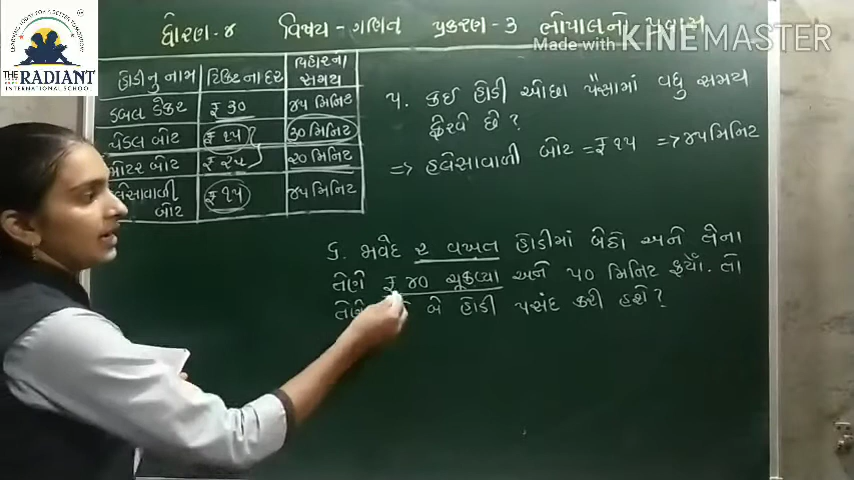 ધોરણ-૪ વિષય-ગણિત પ્રકરણ-૩ ભોપાલનો પ્રવાસ
Made with KINEMASTER
THE RADIANT
INTERNATIONAL SCHOOL
હોડીનુ નામ ટિકિટના દર વિહારના સમય
ડબલ ડેકર ₹ ૩૦ ૪૫ મિનિટ
પેડલ બોટ ₹ ૧૫ ૩૦ મિનિટ
મોટર બોટ ₹ ૨૫ ૨૦ મિનિટ
હલેસાવાળી બોટ ₹ ૧૫ ૪૫ મિનિટ
૫. કઈ હોડી ઓછા પૈસામાં વધુ સમય
ફેરવે છે?
=> હલેસાવાળી બોટ = ₹ ૧૫ => ૪૫ મિનિટ
૬. ભવેદ ૨ વખત હોડીમાં બેઠો અને તેના
તેણે ₹ ૪૦ ચૂકવ્યા અને ૫૦ મિનિટ ફર્યો. તો
બે હોડી પસંદ કરી હશે?